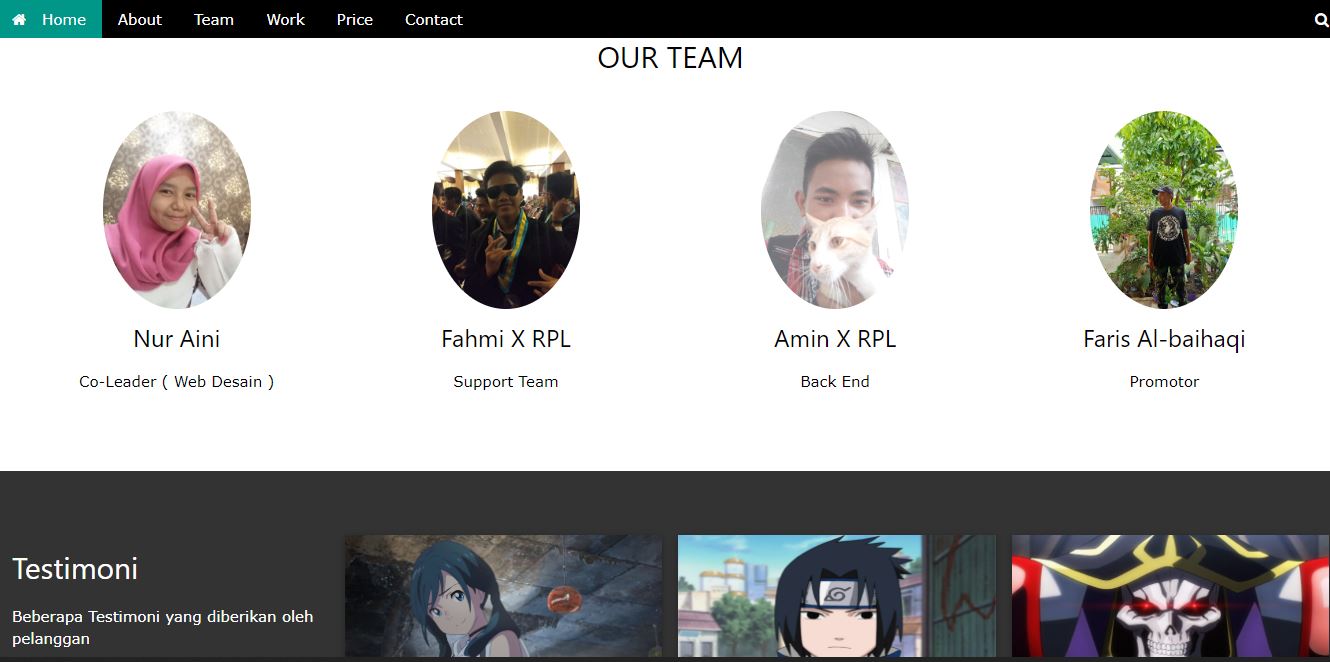 Home About Team Work Price Contact
OUR TEAM
Nur Aini Fahmi X RPL Amin X RPL Faris Al-baihaqi
Co-Leader ( Web Desain ) Support Team Back End Promotor
Testimoni
Beberapa Testimoni yang diberikan oleh
pelanggan